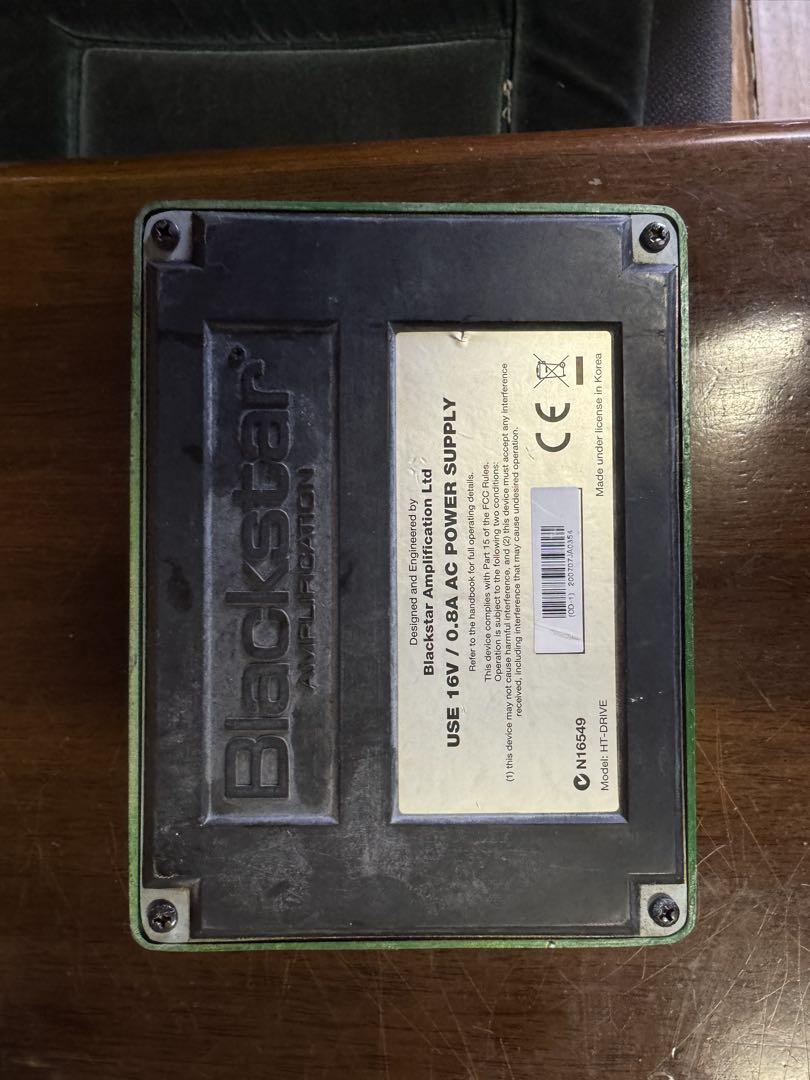 Blackstar
AMPLIFICATION
Designed and Engineered by
Blackstar Amplification Ltd
USE 16V / 0.8A AC POWER SUPPLY
Refer to the handbook for full operating details.
This device complies with Part 15 of the FCC Rules.
Operation is subject to the following two conditions:
(1) this device may not cause harmful interference, and (2) this device must accept any interference
received, including interference that may cause undesired operation.
CE
(OD-1) 200707JA0354
N16549
Model: HT-DRIVE
Made under license in Korea